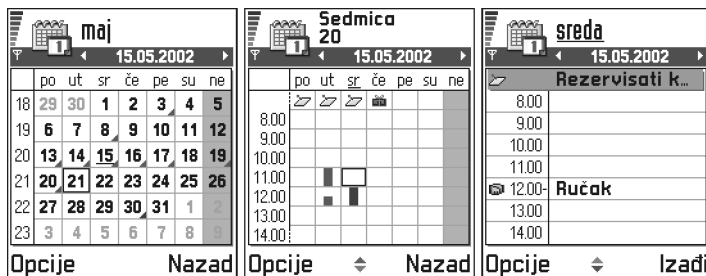 maj
15.05.2002
po ut sr če pe su ne
18 29 30 1 2 3 4 5
19 6 7 8 9 10 11 12
20 13 14 15 16 17 18 19
21 20 21 22 23 24 25 26
22 27 28 29 30 31 1 2
23 3 4 5 6 7 8 9
Opcije Nazad
Sedmica
20
15.05.2002
po ut sr če pe su ne
8.00
9.00
10.00
11.00
12.00
13.00
14.00
Opcije Nazad
sreda
15.05.2002
Rezervisati k...
8.00
9.00
10.00
11.00
12.00- Ručak
13.00
14.00
Opcije Izađi